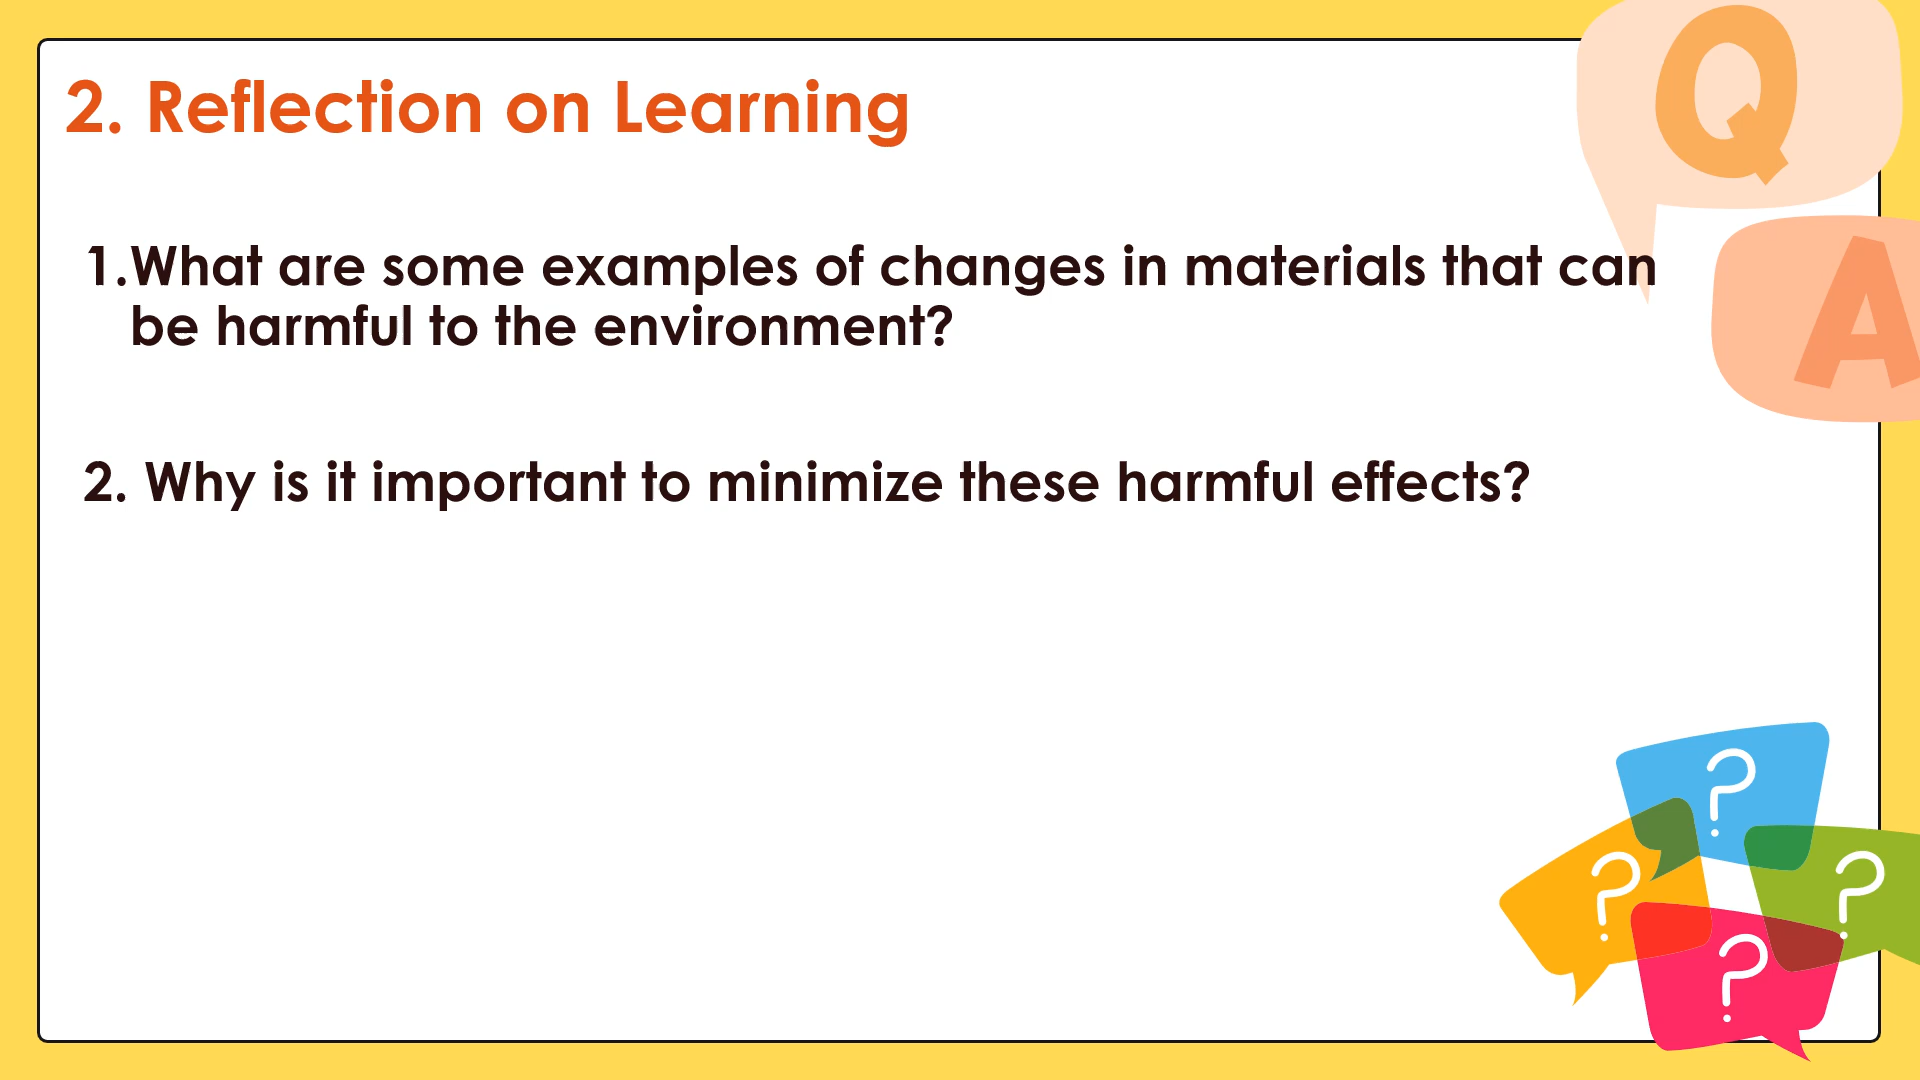 2. Reflection on Learning
1.What are some examples of changes in materials that can
be harmful to the environment?
2. Why is it important to minimize these harmful effects?
Q
A
?
?
?
?